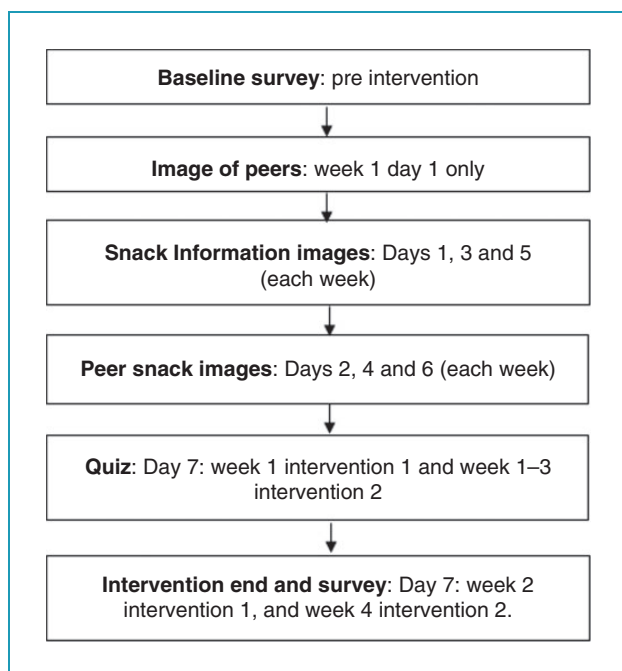 Baseline survey: pre intervention
Image of peers: week 1 day 1 only
Snack Information images: Days 1, 3 and 5
(each week)
Peer snack images: Days 2, 4 and 6 (each week)
Quiz: Day 7: week 1 intervention 1 and week 1–3
intervention 2
Intervention end and survey: Day 7: week 2
intervention 1, and week 4 intervention 2.